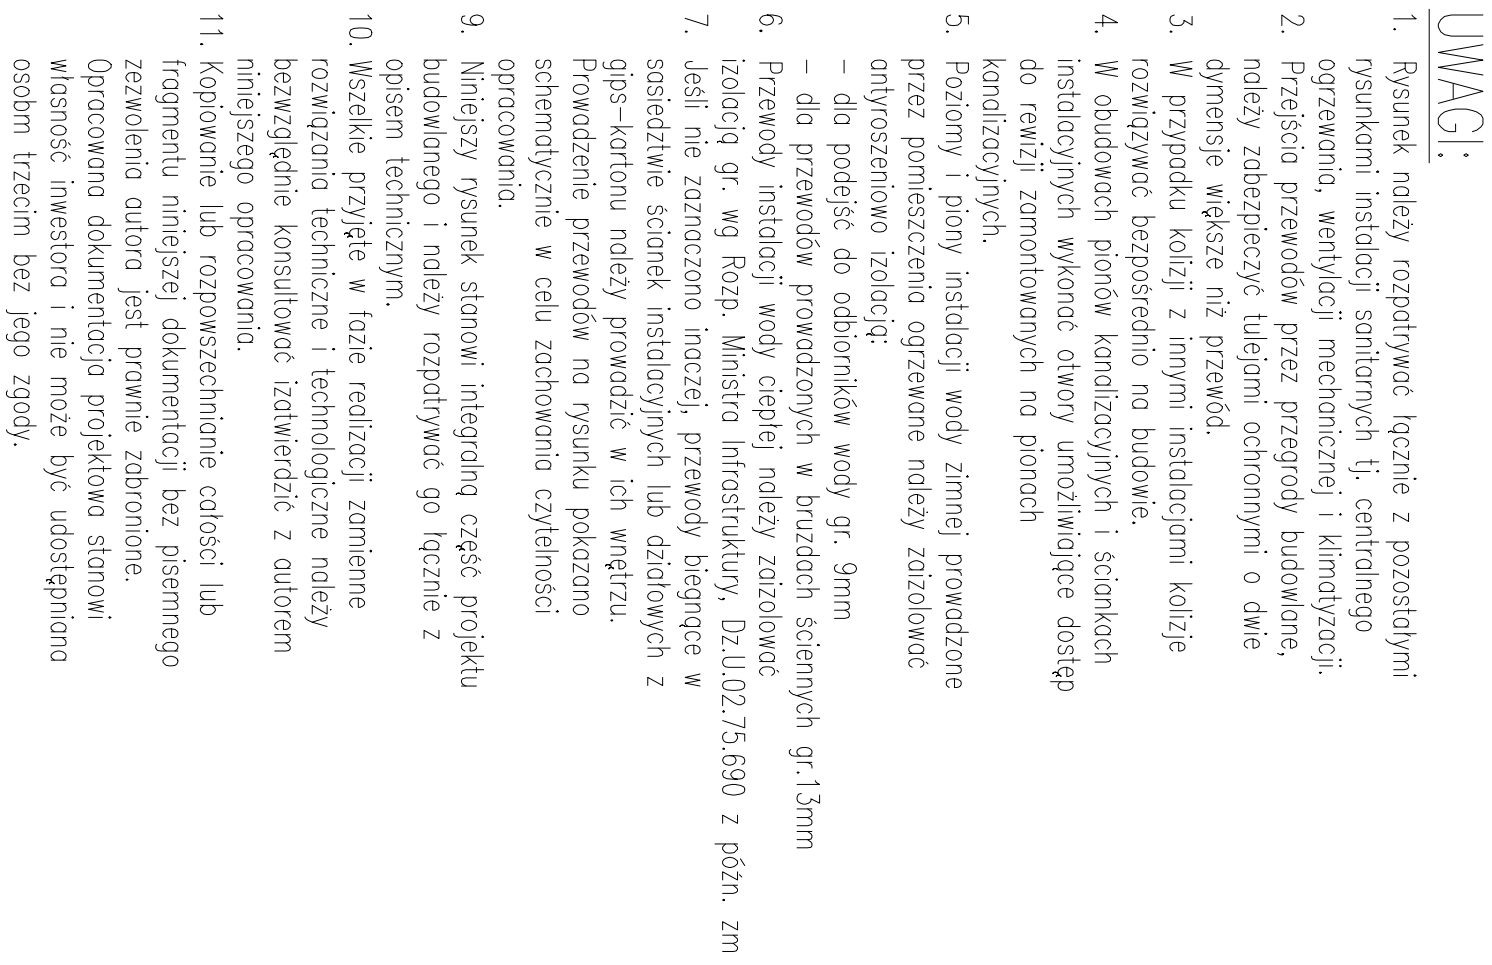 UWAGI:
1. Rysunek należy rozpatrywać łącznie z pozostałymi
rysunkami instalacji sanitarnych tj. centralnego
ogrzewania, wentylacji mechanicznej i klimatyzacji.
2. Przejścia przewodów przez przegrody budowlane,
należy zabezpieczyć tulejami ochronnymi o dwie
dymensje większe niż przewód.
3. W przypadku kolizji z innymi instalacjami kolizje
rozwiązywać bezpośrednio na budowie.
4. W obudowach pionów kanalizacyjnych i ściankach
instalacyjnych wykonać otwory umożliwiające dostęp
do rewizji zamontowanych na pionach
kanalizacyjnych.
5. Poziomy i piony instalacji wody zimnej prowadzone
przez pomieszczenia ogrzewane należy zaizolować
antyroszeniowo izolacją:
- dla podejść do odbiorników wody gr. 9mm
- dla przewodów prowadzonych w bruzdach ściennych gr.13mm
6. Przewody instalacji wody ciepłej należy zaizolować
izolacją gr. wg Rozp. Ministra Infrastruktury, Dz.U.02.75.690 z późn. zm
7. Jeśli nie zaznaczono inaczej, przewody biegnące w
sasiedztwie ścianek instalacyjnych lub działowych z
gips-kartonu należy prowadzić w ich wnętrzu.
Prowadzenie przewodów na rysunku pokazano
schematycznie w celu zachowania czytelności
opracowania.
9. Niniejszy rysunek stanowi integralną część projektu
budowlanego i należy rozpatrywać go łącznie z
opisem technicznym.
10. Wszelkie przyjęte w fazie realizacji zamienne
rozwiązania techniczne i technologiczne należy
bezwzględnie konsultować izatwierdzić z autorem
niniejszego opracowania.
11. Kopiowanie lub rozpowszechnianie całości lub
fragmentu niniejszej dokumentacji bez pisemnego
zezwolenia autora jest prawnie zabronione.
Opracowana dokumentacja projektowa stanowi
własność inwestora i nie może być udostępniana
osobm trzecim bez jego zgody.